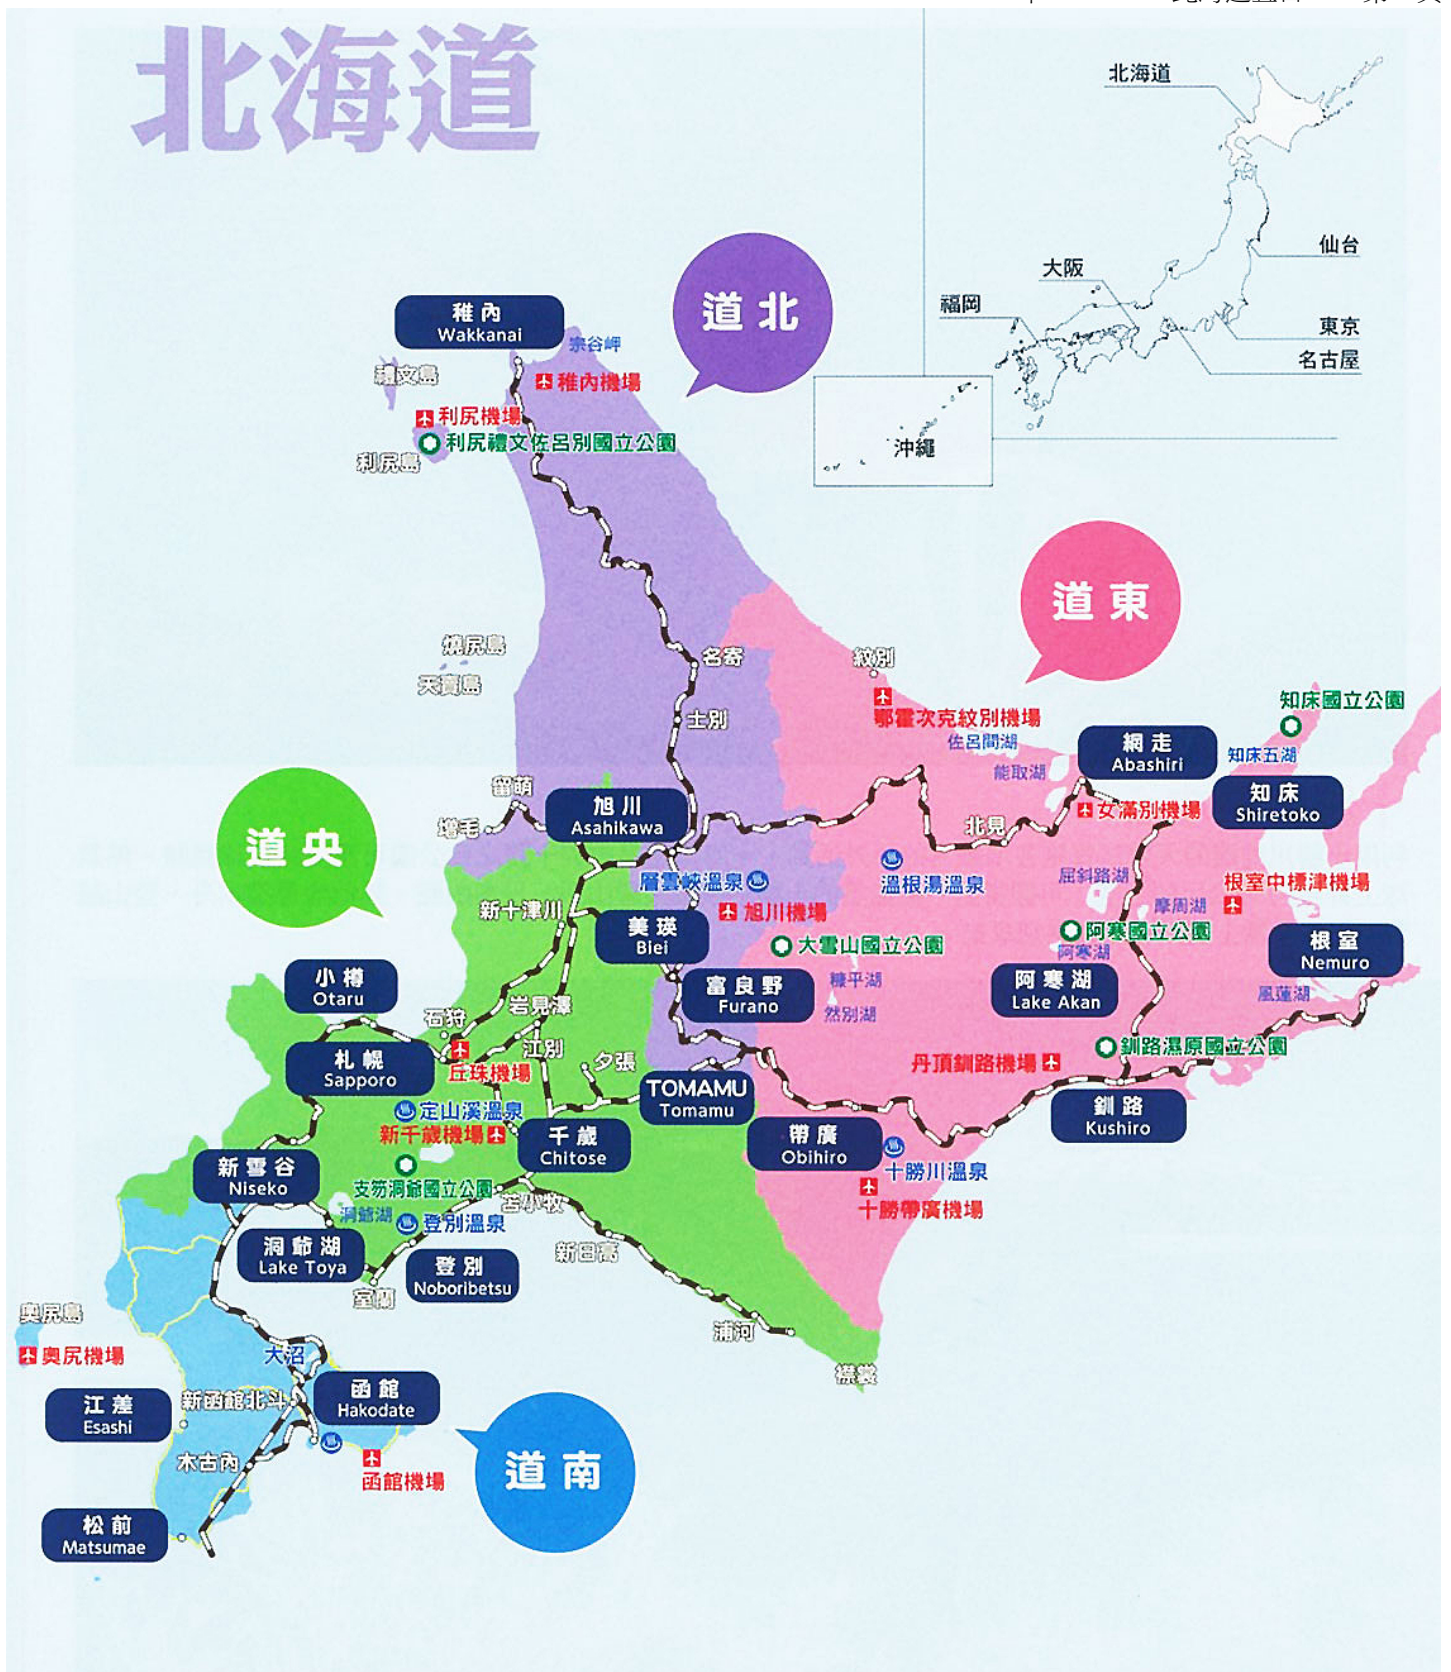 北海道
北海道
仙台
大阪
福岡
東京
名古屋
沖繩
道北
稚內
Wakkanai
宗谷岬
稚內機場
禮文島
利尻機場
利尻禮文佐呂別國立公園
利尻島
道東
燒尻島
天賣島
名寄
士別
紋別
鄂霍次克紋別機場
佐呂間湖
能取湖
網走
Abashiri
女滿別機場
知床國立公園
知床五湖
知床
Shiretoko
留萌
增毛
旭川
Asahikawa
北見
道央
層雲峽溫泉
溫根湯溫泉
屈斜路湖
摩周湖
根室中標津機場
新十津川
旭川機場
美瑛
Biei
大雪山國立公園
阿寒國立公園
阿寒湖
根室
Nemuro
小樽
Otaru
富良野
Furano
糠平湖
然別湖
阿寒湖
Lake Akan
風蓮湖
石狩
岩見澤
江別
札幌
Sapporo
丘珠機場
夕張
丹頂釧路機場
釧路濕原國立公園
TOMAMU
Tomamu
定山溪溫泉
新千歲機場
千歲
Chitose
帶廣
Obihiro
釧路
Kushiro
十勝川溫泉
十勝帶廣機場
新雪谷
Niseko
支笏洞爺國立公園
苫小牧
洞爺湖
登別溫泉
洞爺湖
Lake Toya
登別
Noboribetsu
新日高
室蘭
浦河
襟裳
奧尻島
奧尻機場
大沼
新函館北斗
函館
Hakodate
江差
Esashi
木古內
函館機場
道南
松前
Matsumae